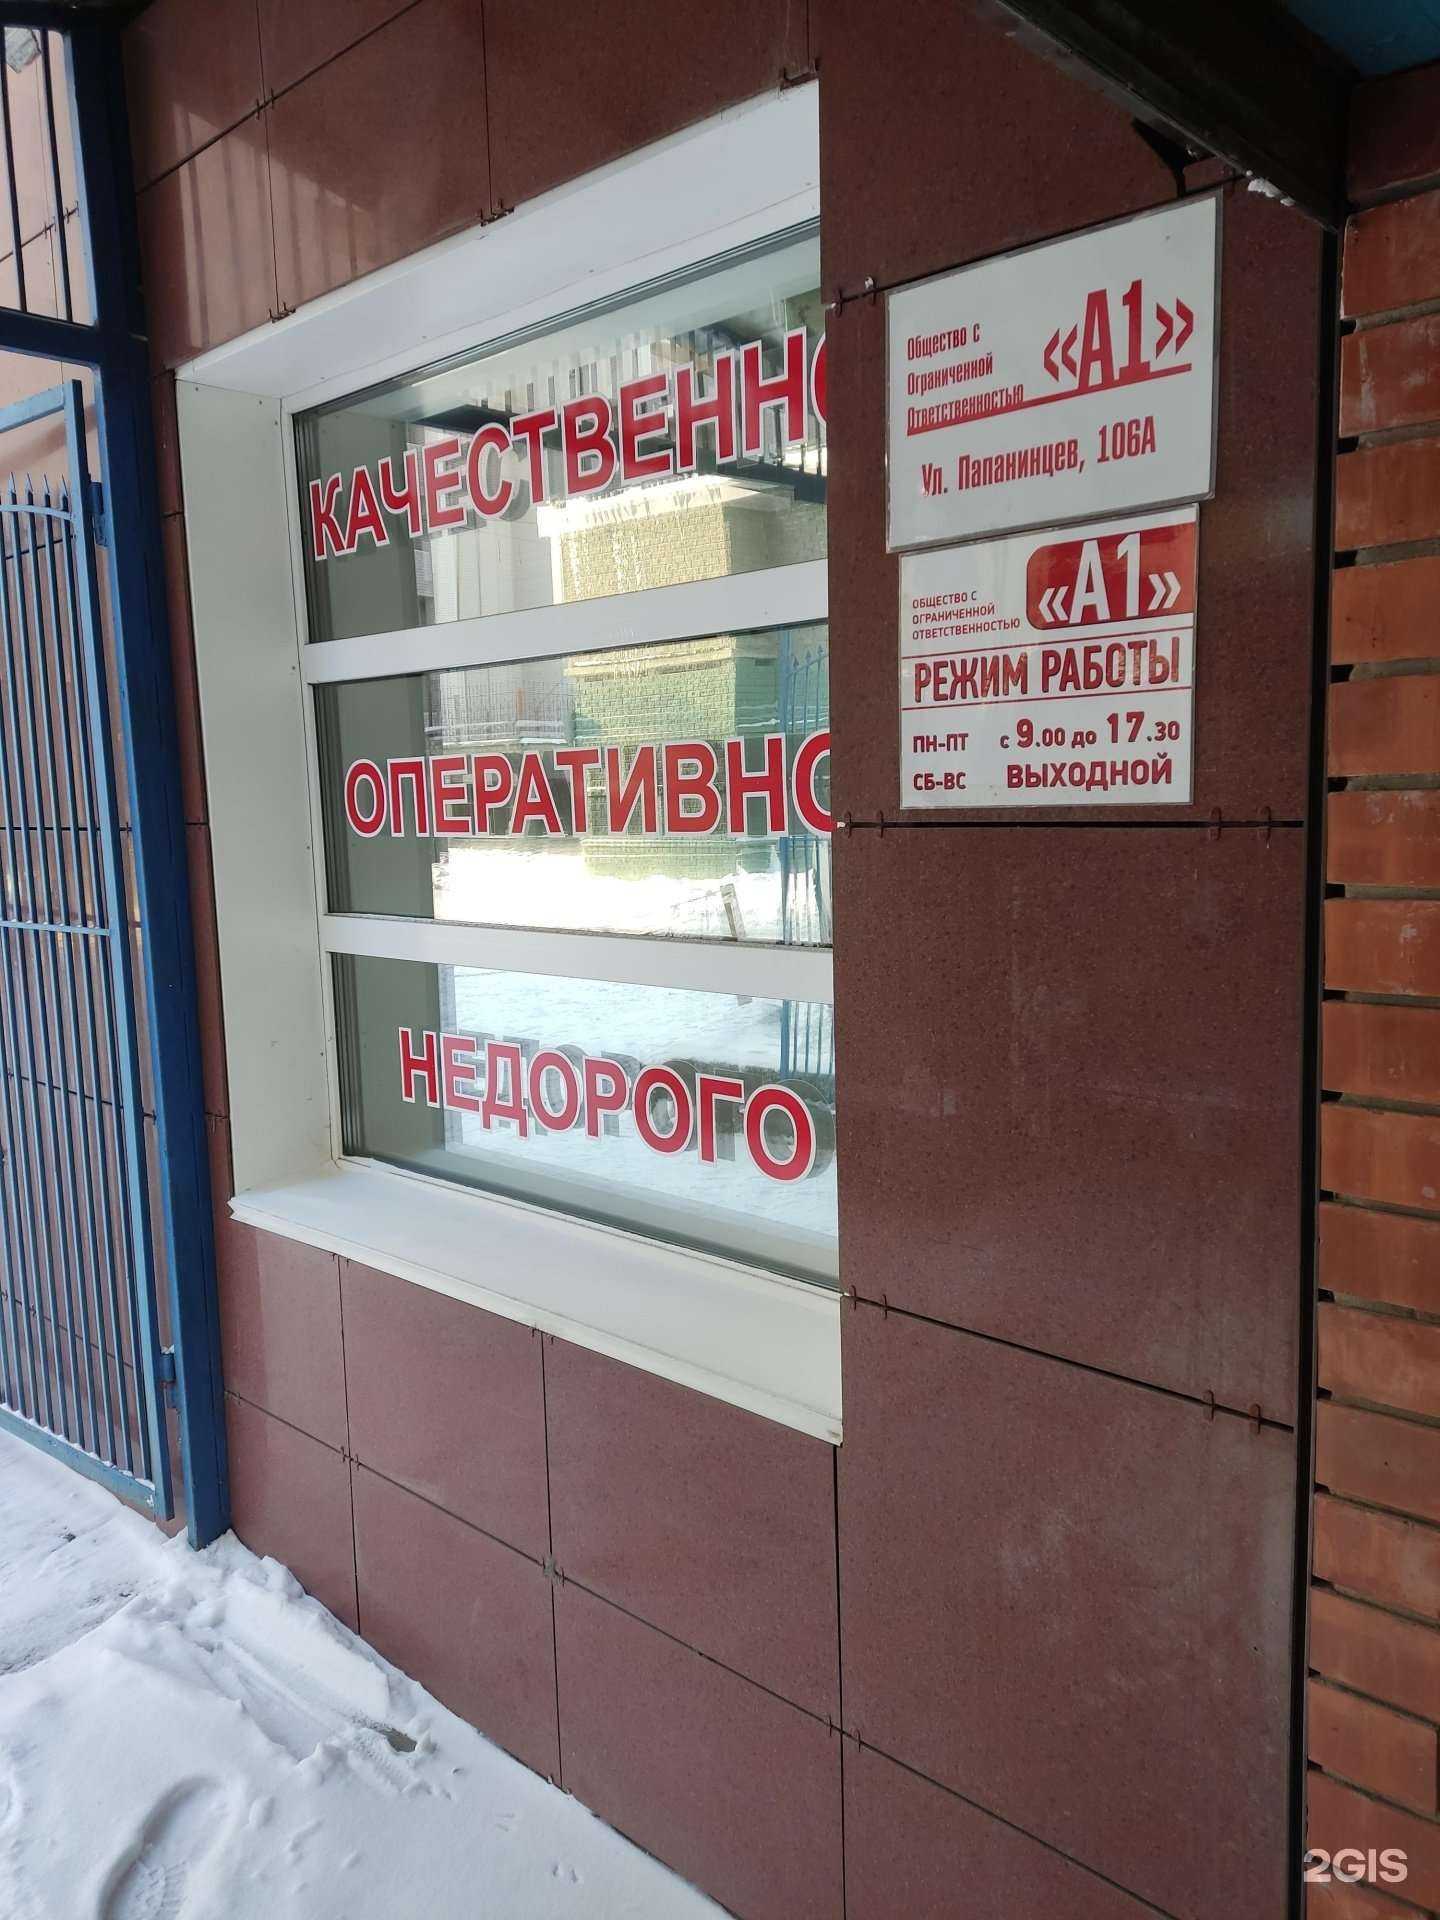 КАЧЕСТВЕННО
ОПЕРАТИВНО
НЕДОРОГО
Общество С
Ограниченной
Ответственностью
«А1»
Ул. Папанинцев, 106А
ОБЩЕСТВО С
ОГРАНИЧЕННОЙ
ОТВЕТСТВЕННОСТЬЮ
«А1»
РЕЖИМ РАБОТЫ
ПН-ПТ с 9.00 до 17.30
СБ-ВС ВЫХОДНОЙ
2GIS